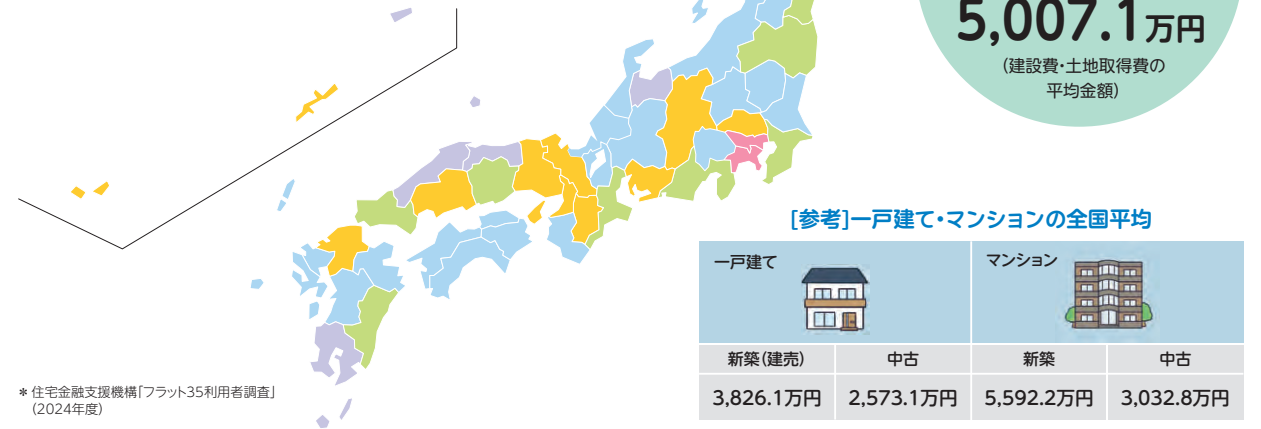 5,007.1万円
(建設費・土地取得費の
平均金額)
[参考]一戸建て・マンションの全国平均
一戸建て
マンション
新築(建売)
中古
新築
中古
3,826.1万円
2,573.1万円
5,592.2万円
3,032.8万円
* 住宅金融支援機構「フラット35利用者調査」
(2024年度)